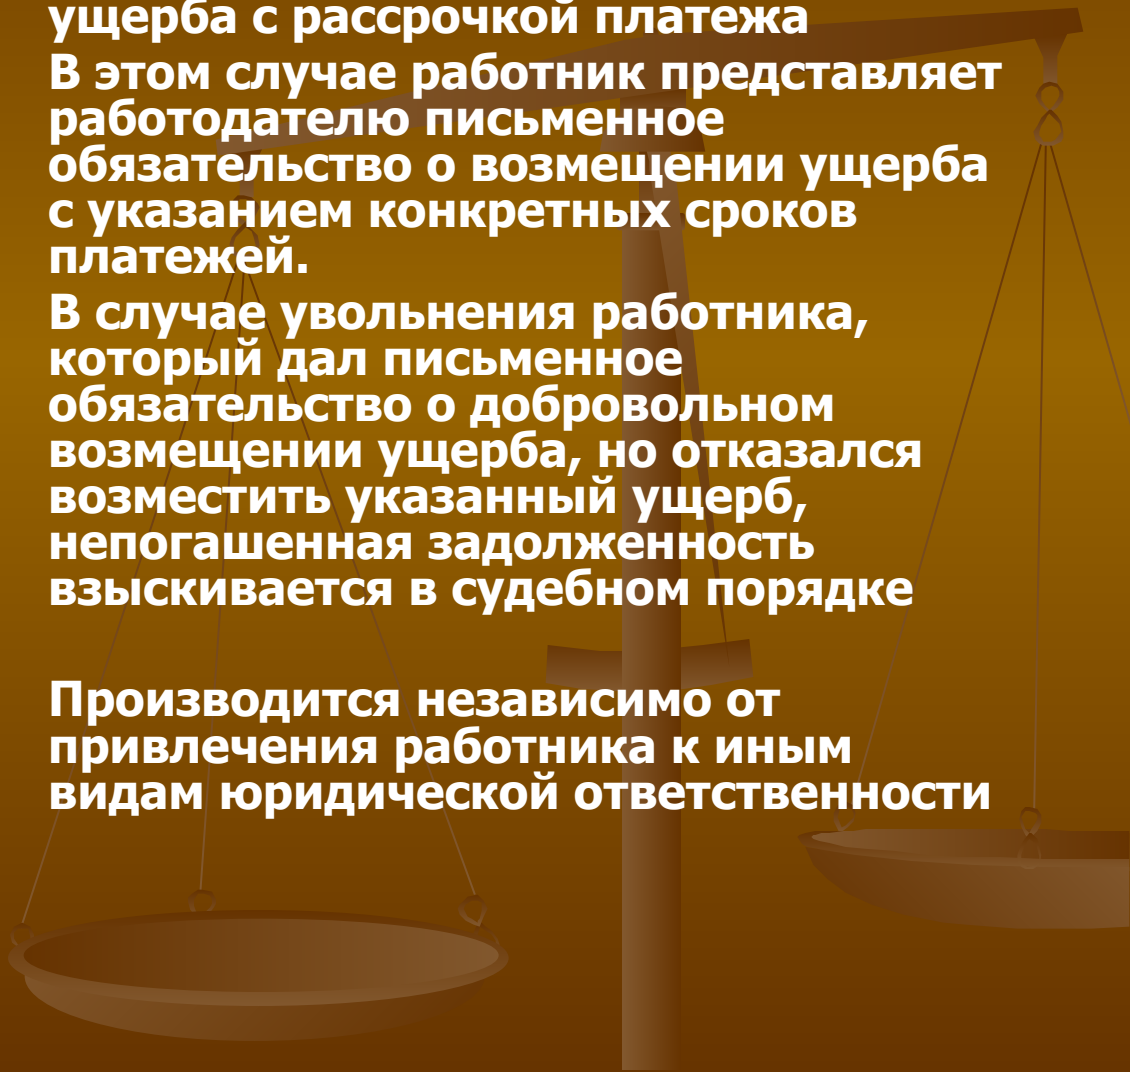 ущерба с рассрочкой платежа
В этом случае работник представляет
работодателю письменное
обязательство о возмещении ущерба
с указанием конкретных сроков
платежей.
В случае увольнения работника,
который дал письменное
обязательство о добровольном
возмещении ущерба, но отказался
возместить указанный ущерб,
непогашенная задолженность
взыскивается в судебном порядке
Производится независимо от
привлечения работника к иным
видам юридической ответственности